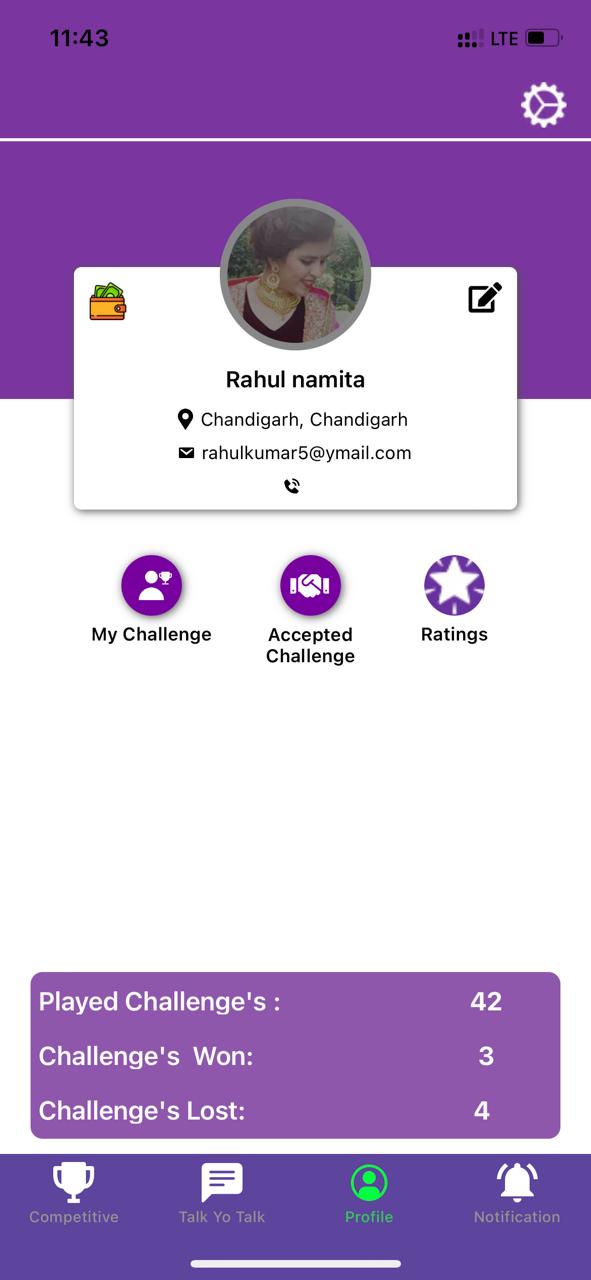 11:43 LTE
Rahul namita
Chandigarh, Chandigarh
rahulkumar5@ymail.com
My Challenge
Accepted
Challenge
Ratings
Played Challenge's : 42
Challenge's  Won: 3
Challenge's Lost: 4
Competitive Talk Yo Talk Profile Notification